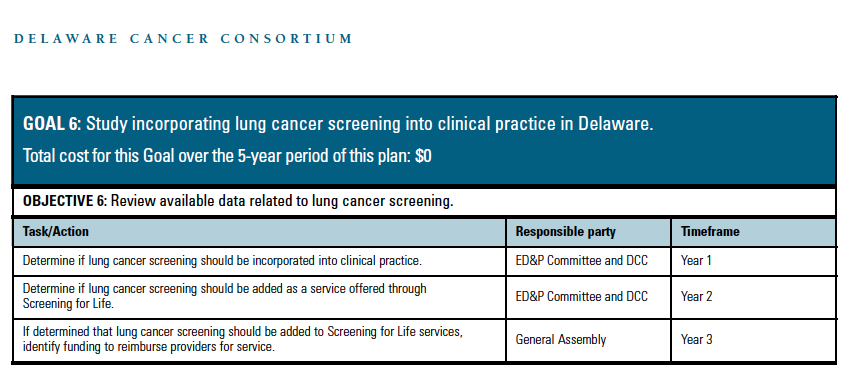 DELAWARE CANCER CONSORTIUM
GOAL 6: Study incorporating lung cancer screening into clinical practice in Delaware.
Total cost for this Goal over the 5-year period of this plan: $0
OBJECTIVE 6: Review available data related to lung cancer screening.
Task/Action Responsible party Timeframe
Determine if lung cancer screening should be incorporated into clinical practice. ED&P Committee and DCC Year 1
Determine if lung cancer screening should be added as a service offered through
Screening for Life. ED&P Committee and DCC Year 2
If determined that lung cancer screening should be added to Screening for Life services,
identify funding to reimburse providers for service. General Assembly Year 3